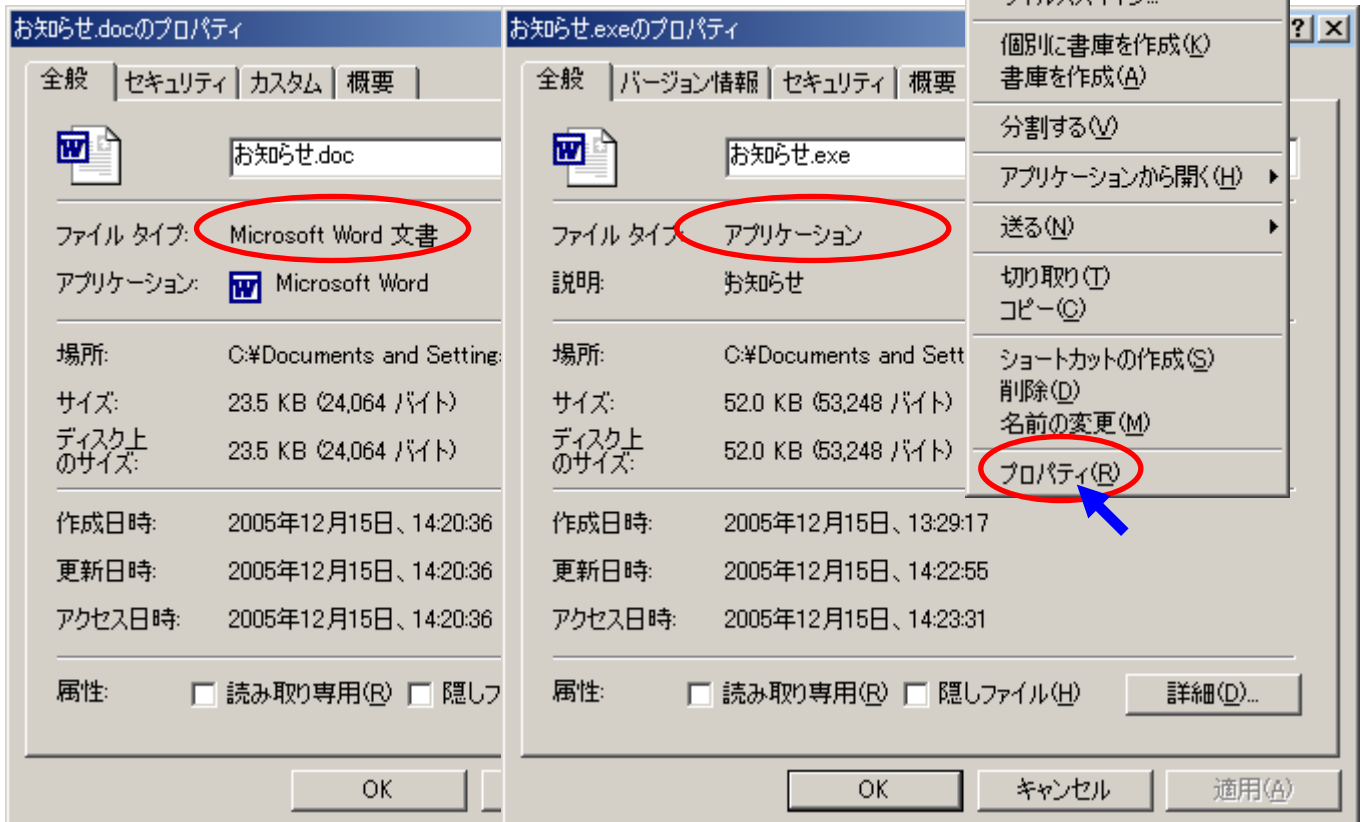 お知らせ.docのプロパティ
全般 セキュリティ カスタム 概要
お知らせ.doc
ファイル タイプ: Microsoft Word 文書
アプリケーション: Microsoft Word
場所: C:¥Documents and Setting
サイズ: 23.5 KB (24,064 バイト)
ディスク上
のサイズ: 23.5 KB (24,064 バイト)
作成日時: 2005年12月15日、14:20:36
更新日時: 2005年12月15日、14:20:36
アクセス日時: 2005年12月15日、14:20:36
属性: 読み取り専用(R) 隠しフ
OK
お知らせ.exeのプロパティ
全般 バージョン情報 セキュリティ 概要
お知らせ.exe
ファイル タイプ: アプリケーション
説明: お知らせ
場所: C:¥Documents and Sett
サイズ: 52.0 KB (53,248 バイト)
ディスク上
のサイズ: 52.0 KB (53,248 バイト)
作成日時: 2005年12月15日、13:29:17
更新日時: 2005年12月15日、14:22:55
アクセス日時: 2005年12月15日、14:23:31
属性: 読み取り専用(R) 隠しファイル(H) 詳細(D)...
OK キャンセル 適用(A)
個別に書庫を作成(K)
書庫を作成(A)
分割する(V)
アプリケーションから開く(H)
送る(N)
切り取り(T)
コピー(C)
ショートカットの作成(S)
削除(D)
名前の変更(M)
プロパティ(R)